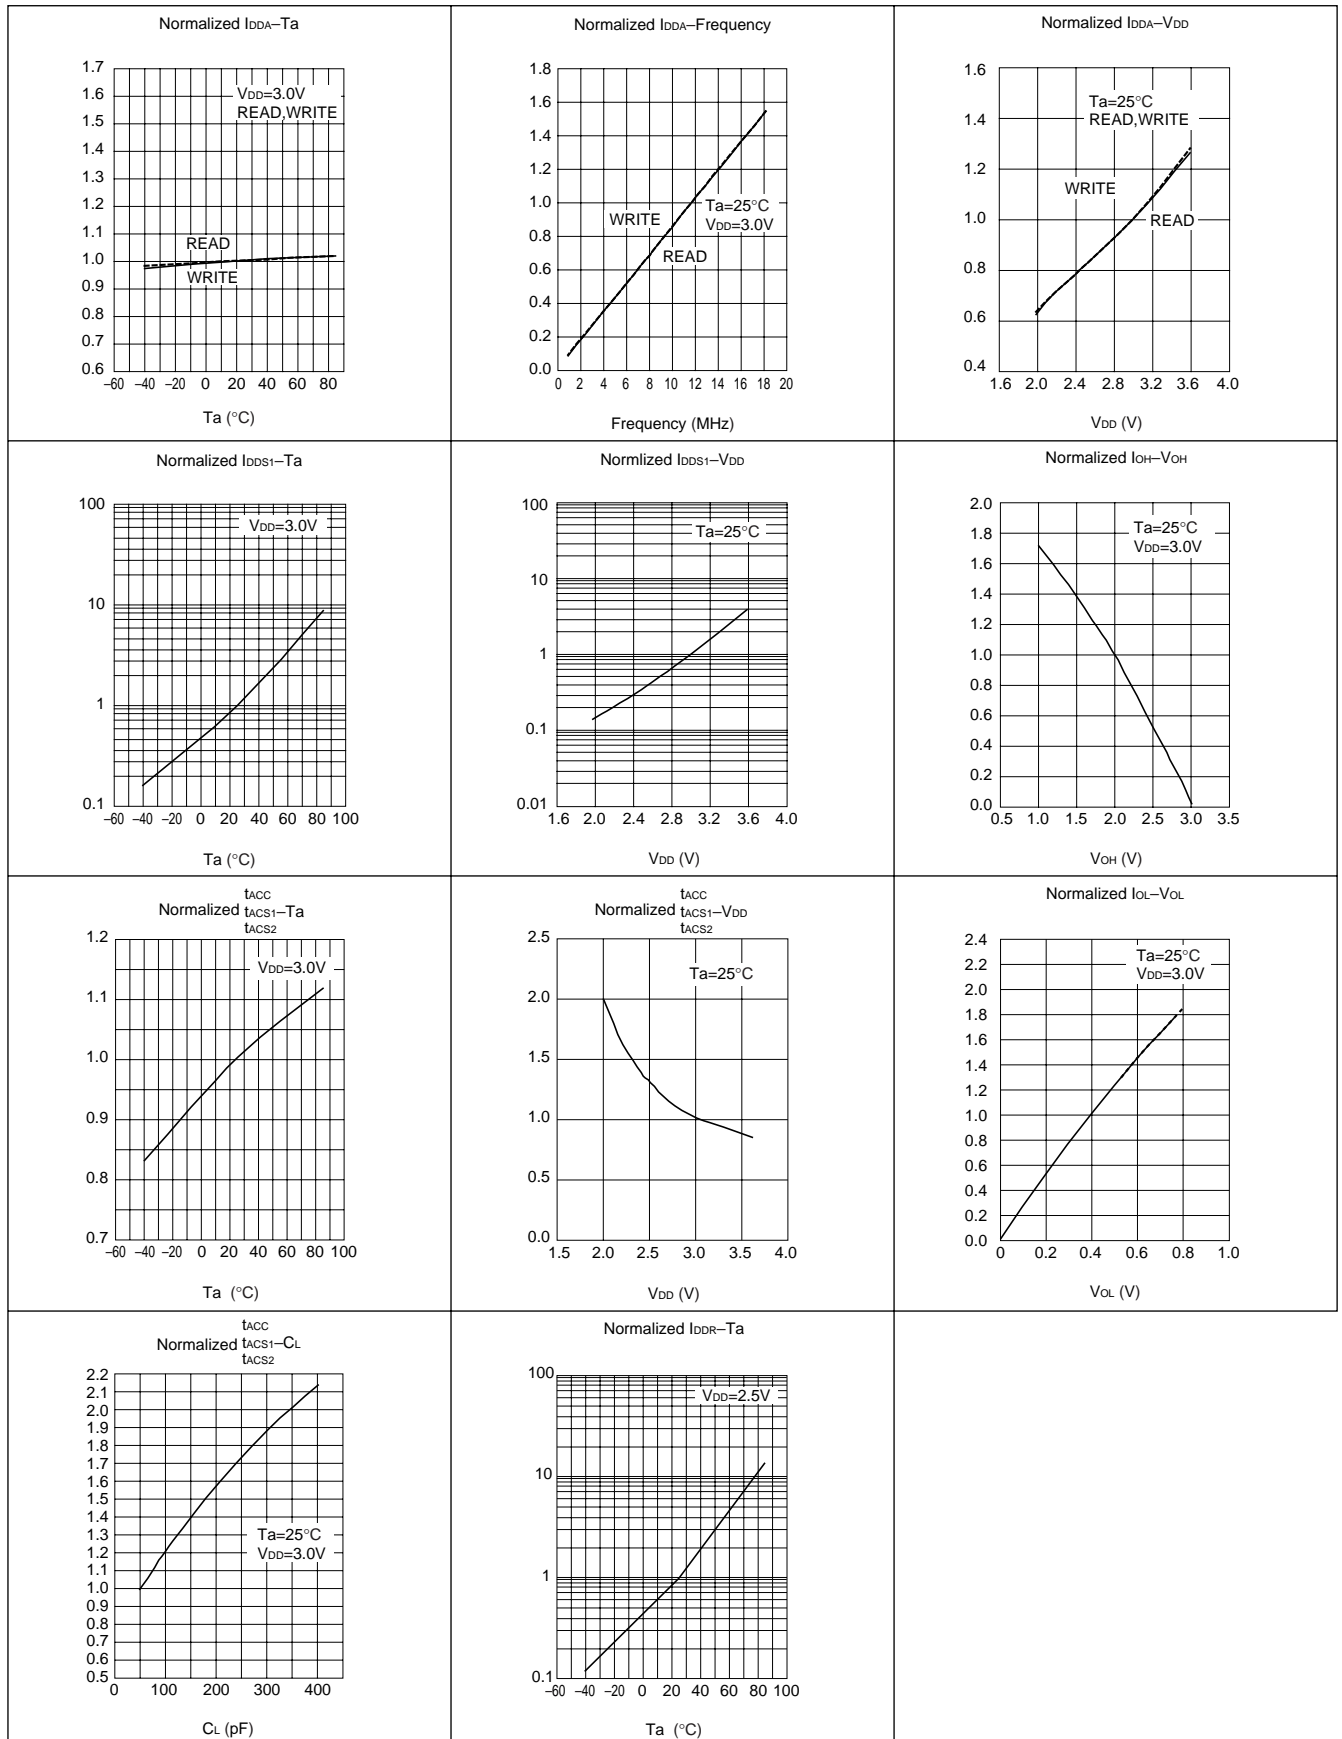 Normalized IDDA–Ta
1.7
1.6
1.5
1.4
1.3
1.2
1.1
1.0
0.9
0.8
0.7
0.6
VDD=3.0V
READ,WRITE
READ
WRITE
–60 –40 –20 0 20 40 60 80
Ta (°C)
Normalized IDDA–Frequency
1.8
1.6
1.4
1.2
1.0
0.8
0.6
0.4
0.2
0.0
Ta=25°C
VDD=3.0V
WRITE
READ
0 2 4 6 8 10 12 14 16 18 20
Frequency (MHz)
Normalized IDDA–VDD
1.6
1.4
1.2
1.0
0.8
0.6
0.4
Ta=25°C
READ,WRITE
WRITE
READ
1.6 2.0 2.4 2.8 3.2 3.6 4.0
VDD (V)
Normalized IDDS1–Ta
100
10
1
0.1
VDD=3.0V
–60 –40 –20 0 20 40 60 80 100
Ta (°C)
Normlized IDDS1–VDD
100
10
1
0.1
0.01
Ta=25°C
1.6 2.0 2.4 2.8 3.2 3.6 4.0
VDD (V)
Normalized IOH–VOH
2.0
1.8
1.6
1.4
1.2
1.0
0.8
0.6
0.4
0.2
0.0
Ta=25°C
VDD=3.0V
0.5 1.0 1.5 2.0 2.5 3.0 3.5
VOH (V)
tACC
Normalized tACS1–Ta
tACS2
1.2
1.1
1.0
0.9
0.8
0.7
VDD=3.0V
–60 –40 –20 0 20 40 60 80 100
Ta (°C)
tACC
Normalized tACS1–VDD
tACS2
2.5
2.0
1.5
1.0
0.5
0.0
Ta=25°C
1.5 2.0 2.5 3.0 3.5 4.0
VDD (V)
Normalized IOL–VOL
2.4
2.2
2.0
1.8
1.6
1.4
1.2
1.0
0.8
0.6
0.4
0.2
0.0
Ta=25°C
VDD=3.0V
0 0.2 0.4 0.6 0.8 1.0
VOL (V)
tACC
Normalized tACS1–CL
tACS2
2.2
2.1
2.0
1.9
1.8
1.7
1.6
1.5
1.4
1.3
1.2
1.1
1.0
0.9
0.8
0.7
0.6
0.5
Ta=25°C
VDD=3.0V
0 100 200 300 400
CL (pF)
Normalized IDDR–Ta
100
10
1
0.1
VDD=2.5V
–60 –40 –20 0 20 40 60 80 100
Ta (°C)